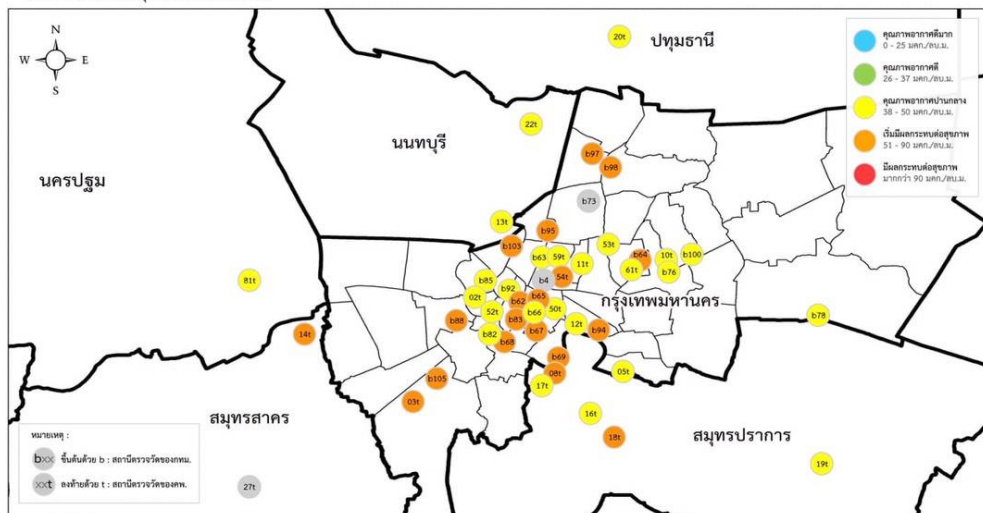 N
W E
S
20t
ปทุมธานี
คุณภาพอากาศดีมาก
0 - 25 มคก./ลบ.ม.
คุณภาพอากาศดี
26 - 37 มคก./ลบ.ม.
คุณภาพอากาศปานกลาง
38 - 50 มคก./ลบ.ม.
เริ่มมีผลกระทบต่อสุขภาพ
51 - 90 มคก./ลบ.ม.
มีผลกระทบต่อสุขภาพ
มากกว่า 90 มคก./ลบ.ม.
22t
นนทบุรี
b97
b98
นครปฐม
b73
13t
b95
b103
53t
b63 59t 11t
b64 10t b100
61t b76
81t
b85
b4 54t
02t b92
b62 b65
กรุงเทพมหานคร
52t b66 50t
b88 b83 12t
b78
14t
b82 b68 b67 b94
b69
b105
08t 05t
17t
03t
สมุทรสาคร
16t
18t
สมุทรปราการ
หมายเหตุ :
bxx ขึ้นต้นด้วย b : สถานีตรวจวัดของกทม.
xxt ลงท้ายด้วย t : สถานีตรวจวัดของคพ.
27t
19t